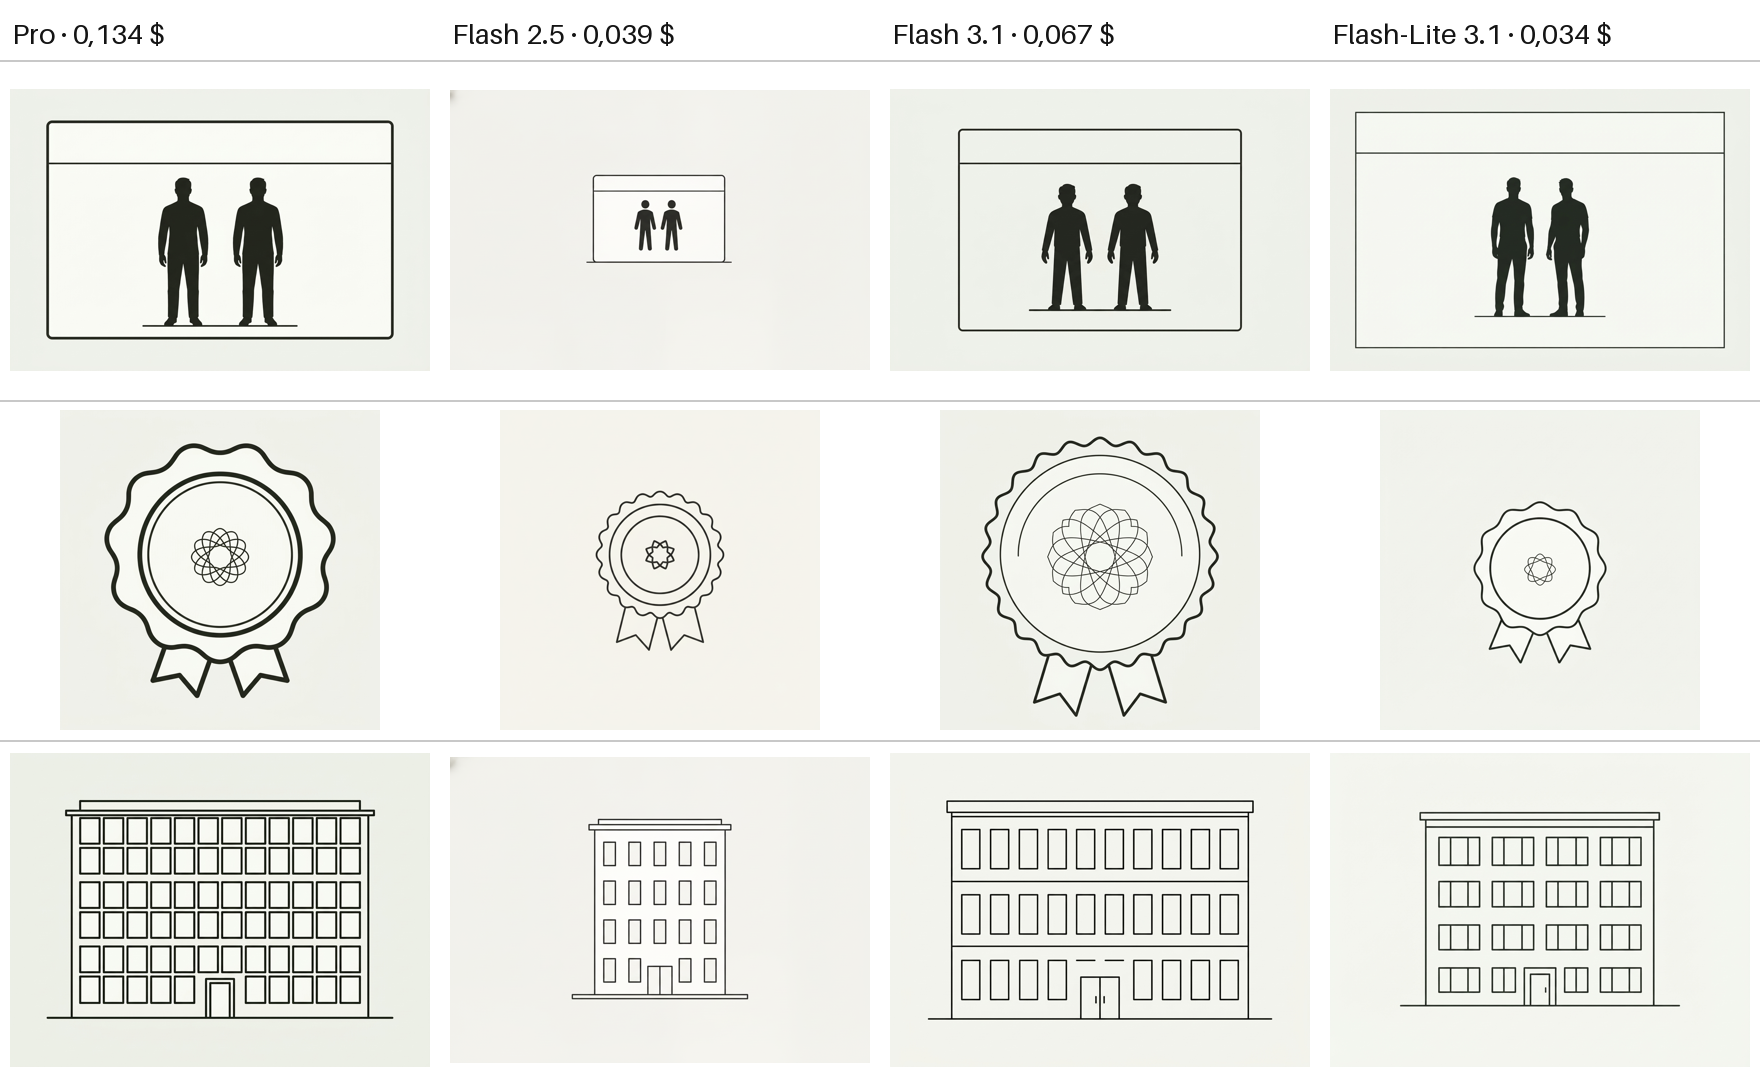 Pro · 0,134 $
Flash 2.5 · 0,039 $
Flash 3.1 · 0,067 $
Flash-Lite 3.1 · 0,034 $